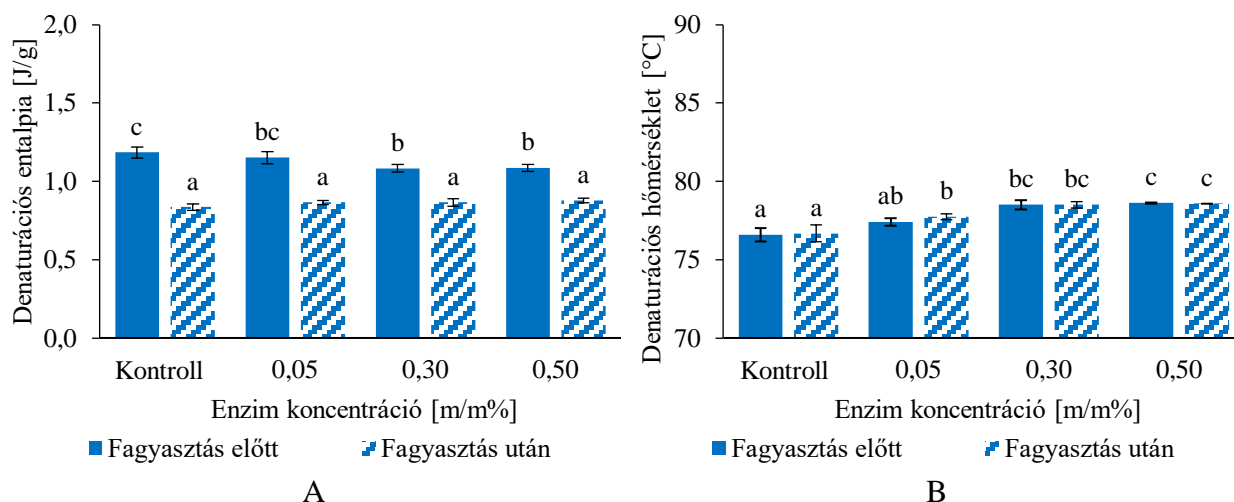 Denaturációs entalpia [J/g]
2,0
1,5
1,0
0,5
0,0
c
a
bc
a
b
a
b
a
Kontroll 0,05 0,30 0,50
Enzim koncentráció [m/m%]
Fagyasztás előtt Fagyasztás után
A
Denaturációs hőmérséklet [°C]
90
85
80
75
70
a
a
ab
b
bc
bc
c
c
Kontroll 0,05 0,30 0,50
Enzim koncentráció [m/m%]
Fagyasztás előtt Fagyasztás után
B